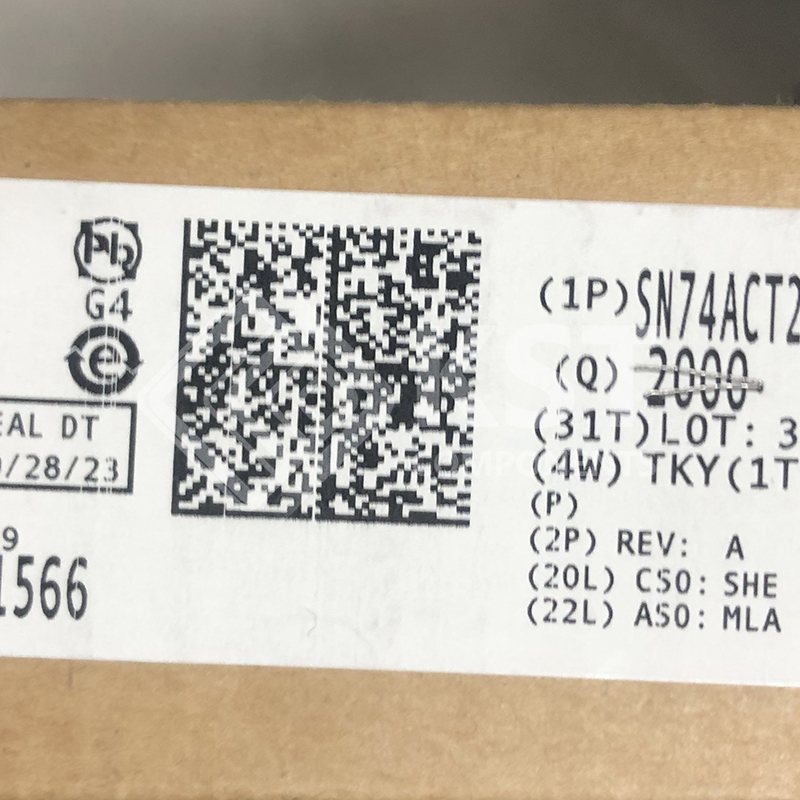 Pb
G4
e
EAL DT
/28/23
9
1566
(1P) SN74ACT2
(Q) 2000
(31T)LOT: 3
(4W) TKY(1T
(P)
(2P) REV: A
(20L) CSO: SHE
(22L) ASO: MLA